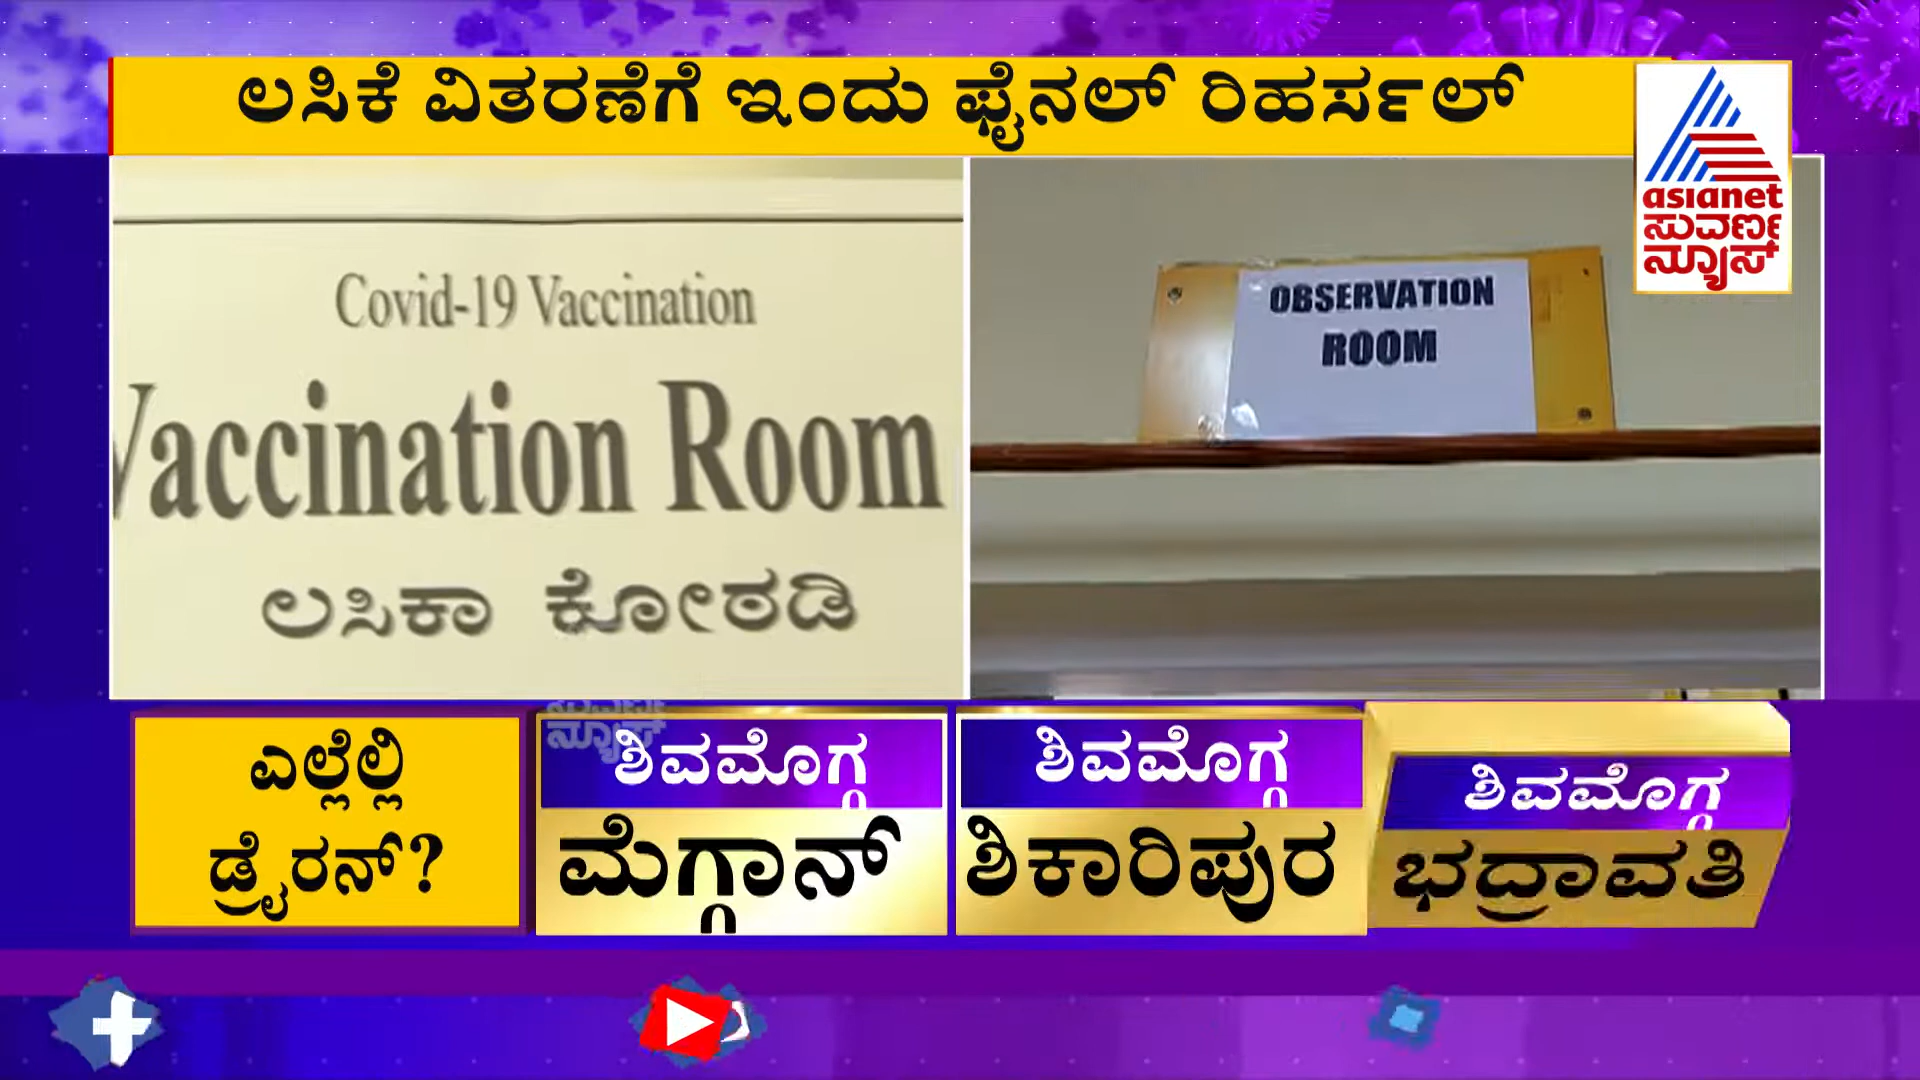 ಲಸಿಕೆ ವಿತರಣೆಗೆ ಇಂದು ಫೈನಲ್ ರಿಹರ್ಸಲ್
asianet
ಸುವರ್ಣ
ನ್ಯೂಸ್
Covid-19 Vaccination
Vaccination Room
ಲಸಿಕಾ ಕೋಠಡಿ
OBSERVATION
ROOM
ಸುವರ್ಣ
ನ್ಯೂಸ್
ಎಲ್ಲೆಲ್ಲಿ
ಡ್ರೈರನ್?
ಶಿವಮೊಗ್ಗ
ಮೆಗ್ಗಾನ್
ಶಿವಮೊಗ್ಗ
ಶಿಕಾರಿಪುರ
ಶಿವಮೊಗ್ಗ
ಭದ್ರಾವತಿ